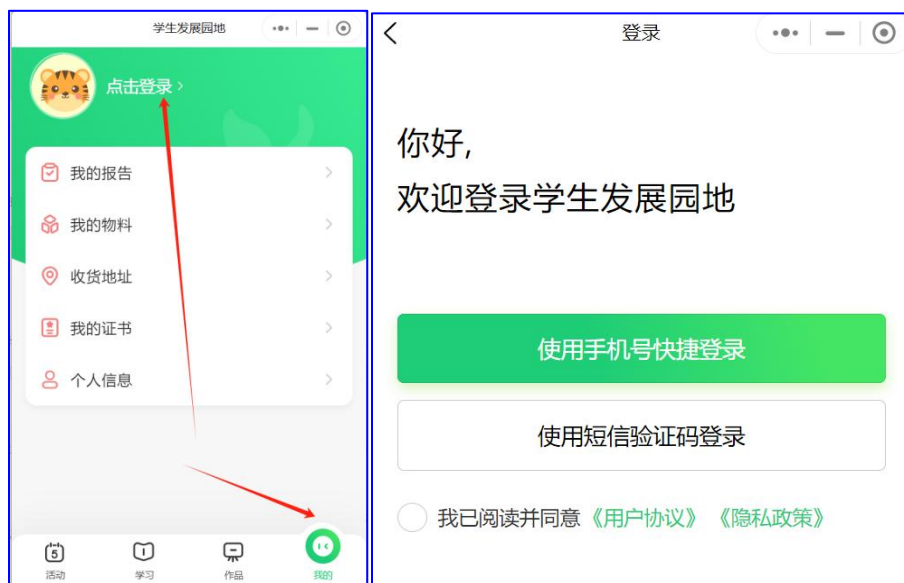 学生发展园地
点击登录
我的报告
我的物料
收货地址
我的证书
个人信息
5
活动
学习
作品
我的
登录
你好,
欢迎登录学生发展园地
使用手机号快捷登录
使用短信验证码登录
我已阅读并同意《用户协议》《隐私政策》